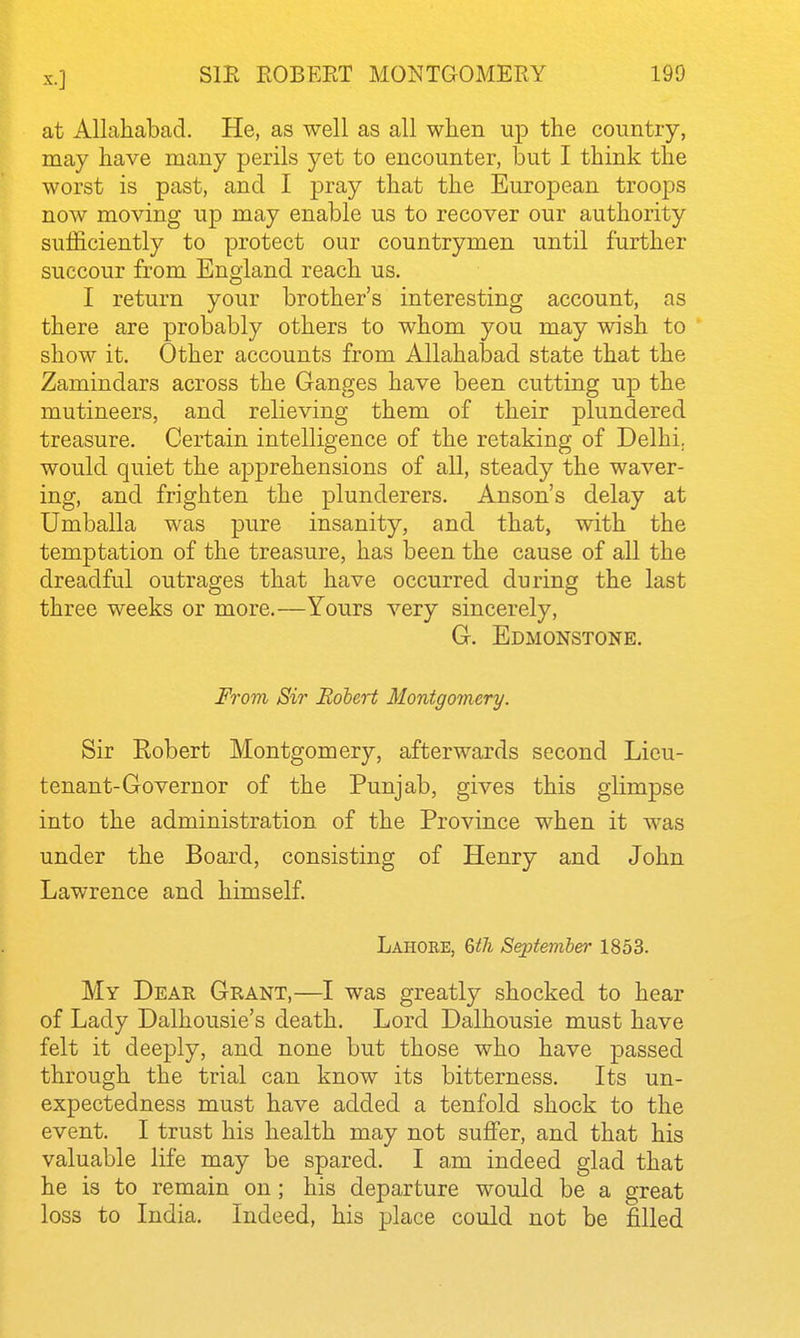 x.] SIR ROBERT MONTGOMERY 199
at Allahabad. He, as well as all when up the country,
may have many perils yet to encounter, but I think the
worst is past, and I pray that the European troops
now moving up may enable us to recover our authority
sufficiently to protect our countrymen until further
succour from England reach us.
I return your brother's interesting account, as
there are probably others to whom you may wish to
show it. Other accounts from Allahabad state that the
Zamindars across the Ganges have been cutting up the
mutineers, and relieving them of their plundered
treasure. Certain intelligence of the retaking of Delhi,
would quiet the apprehensions of all, steady the waver-
ing, and frighten the plunderers. Anson's delay at
Umballa was pure insanity, and that, with the
temptation of the treasure, has been the cause of all the
dreadful outrages that have occurred during the last
three weeks or more.—Yours very sincerely,
G. Edmonstone.
From Sir Robert Montgomery.
Sir Robert Montgomery, afterwards second Lieu-
tenant-Governor of the Punjab, gives this glimpse
into the administration of the Province when it was
under the Board, consisting of Henry and John
Lawrence and himself.
Lahore, 6th September 1853.
My Dear Grant,—I was greatly shocked to hear
of Lady Dalhousie's death. Lord Dalhousie must have
felt it deeply, and none but those who have passed
through the trial can know its bitterness. Its un-
expectedness must have added a tenfold shock to the
event. I trust his health may not suffer, and that his
valuable life may be spared. I am indeed glad that
he is to remain on; his departure would be a great
loss to India. Indeed, his place could not be filled